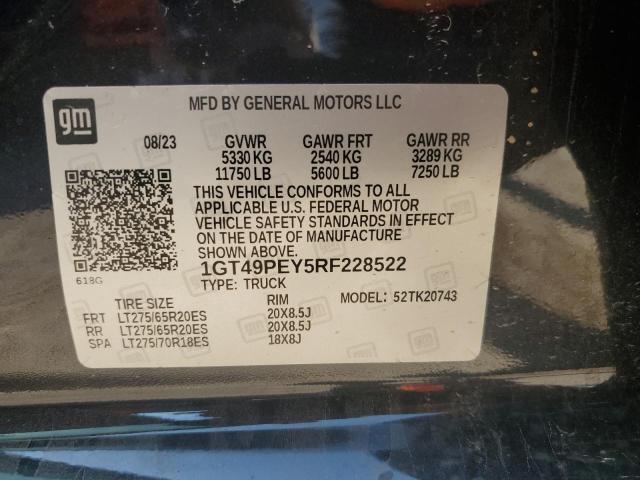 gm
MFD BY GENERAL MOTORS LLC
08/23 GVWR GAWR FRT GAWR RR
5330 KG 2540 KG 3289 KG
11750 LB 5600 LB 7250 LB
THIS VEHICLE CONFORMS TO ALL
APPLICABLE U.S. FEDERAL MOTOR
VEHICLE SAFETY STANDARDS IN EFFECT
ON THE DATE OF MANUFACTURE
SHOWN ABOVE.
618G
1GT49PEY5RF228522
TYPE: TRUCK
TIRE SIZE RIM MODEL: 52TK20743
FRT LT275/65R20ES 20X8.5J
RR LT275/65R20ES 20X8.5J
SPA LT275/70R18ES 18X8J